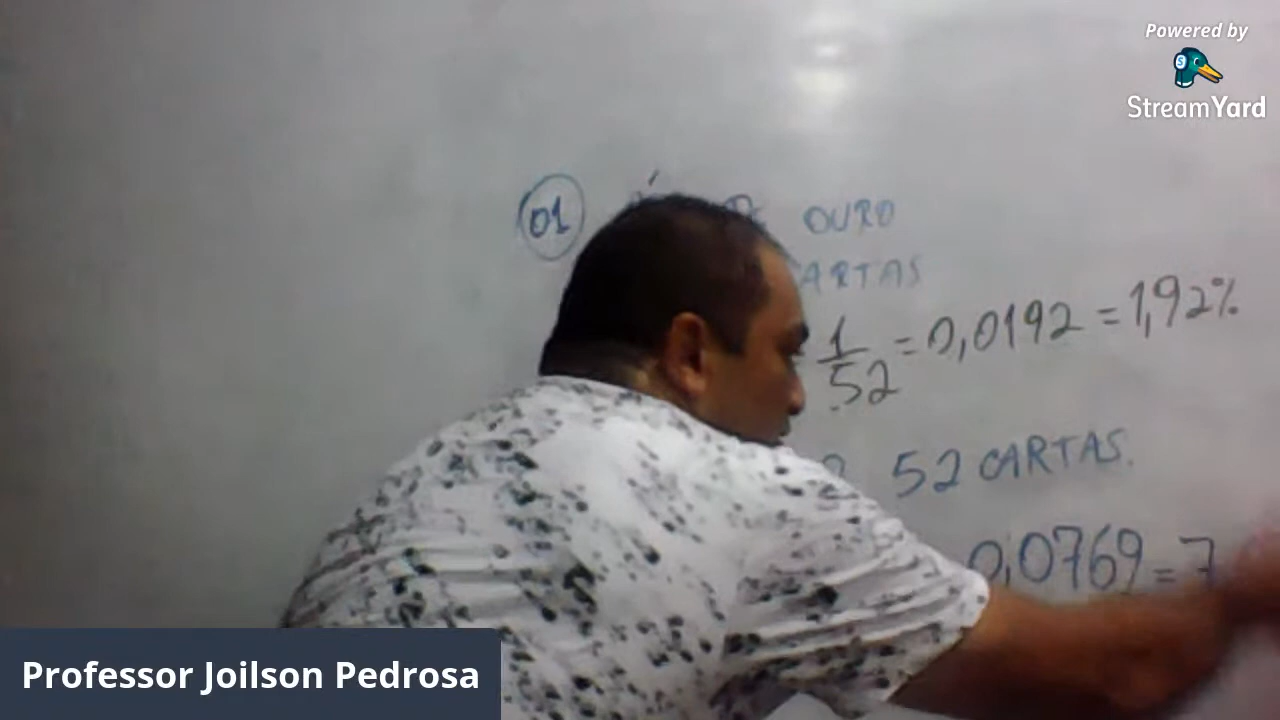 Powered by
StreamYard
01 DE OURO
ARTAS
1/52 = 0,0192 = 1,92%
52 CARTAS.
0,0769 = 7
Professor Joilson Pedrosa